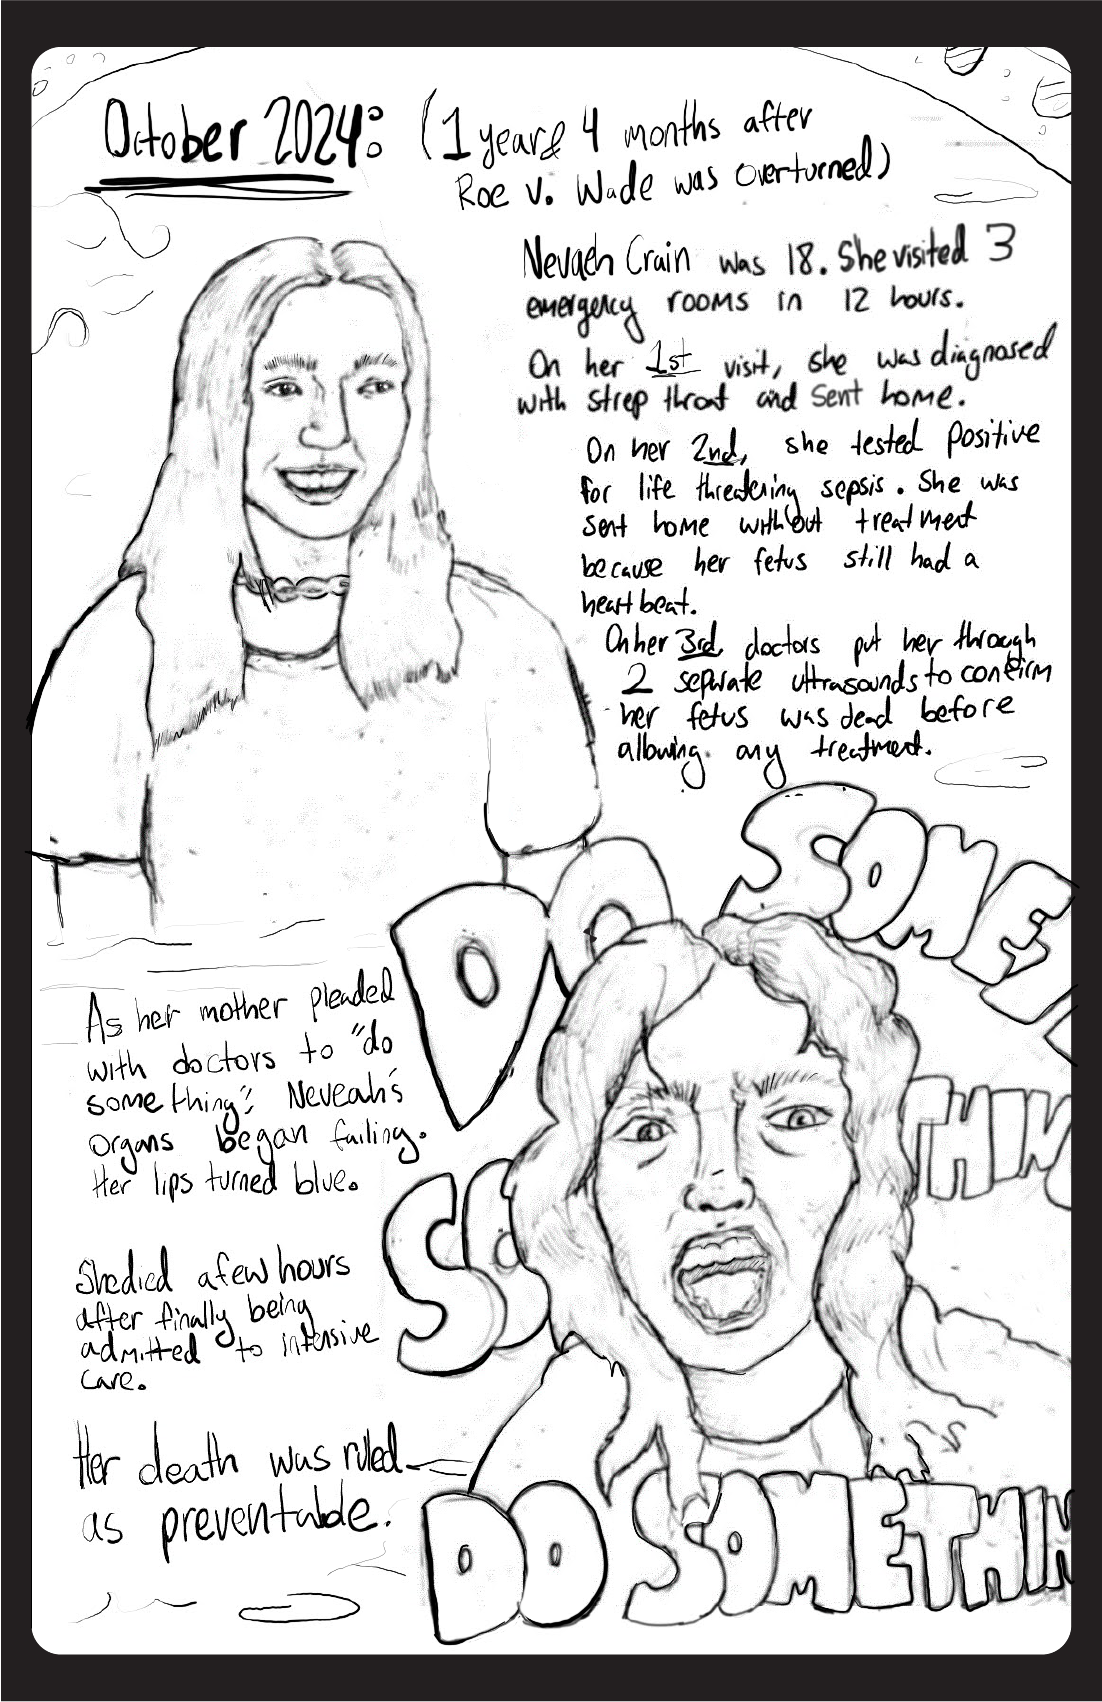 October 2024: (1 year & 4 months after
Roe v. Wade was overturned)
Nevaeh Crain was 18. She visited 3
emergency rooms in 12 hours.
On her 1st visit, she was diagnosed
with strep throat and sent home.
On her 2nd, she tested positive
for life threatening sepsis. She was
sent home without treatment
because her fetus still had a
heartbeat.
On her 3rd, doctors put her through
2 separate ultrasounds to confirm
her fetus was dead before
allowing any treatment.
DO SOME
THIN
As her mother pleaded
with doctors to "do
something", Neveah's
organs began failing.
Her lips turned blue.
SO
She died a few hours
after finally being
admitted to intensive
care.
Her death was ruled
as preventable.
DO SOMETHIN